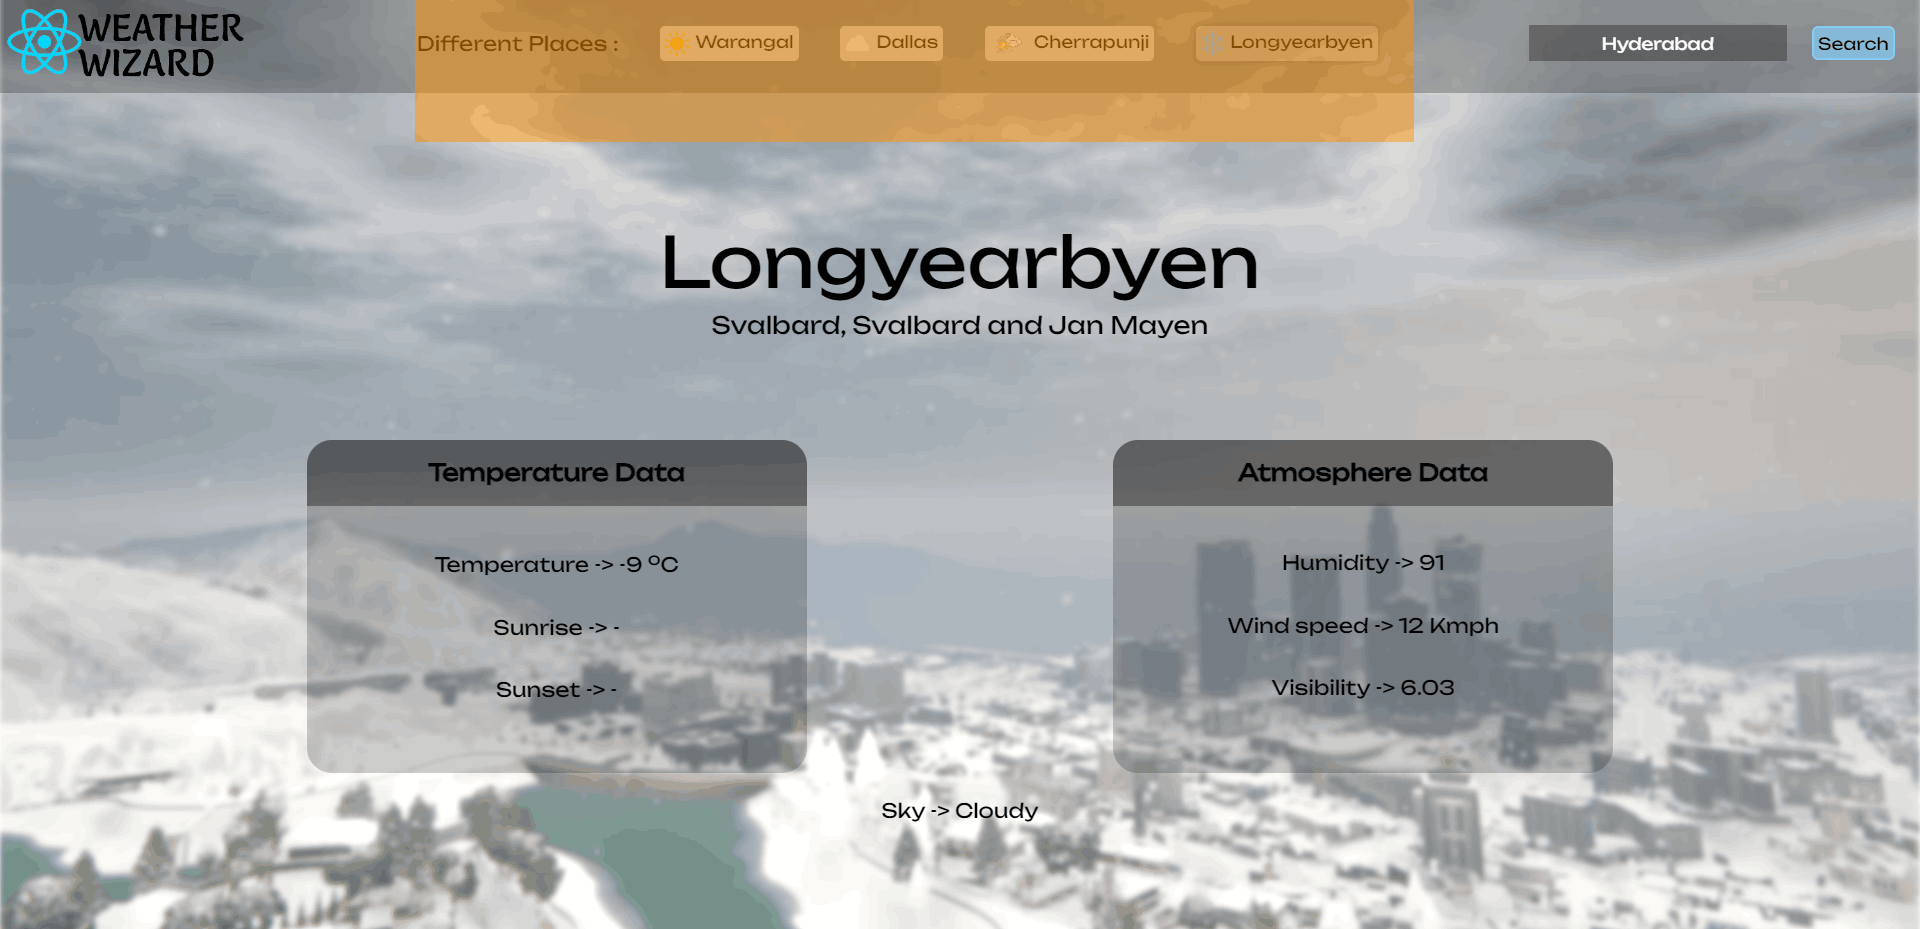 WEATHER
WIZARD
Different Places :
Warangal
Dallas
Cherrapunji
Longyearbyen
Hyderabad
Search
Longyearbyen
Svalbard, Svalbard and Jan Mayen
Temperature Data
Temperature -> -9 °C
Sunrise -> -
Sunset -> -
Atmosphere Data
Humidity -> 91
Wind speed -> 12 Kmph
Visibility -> 6.03
Sky -> Cloudy